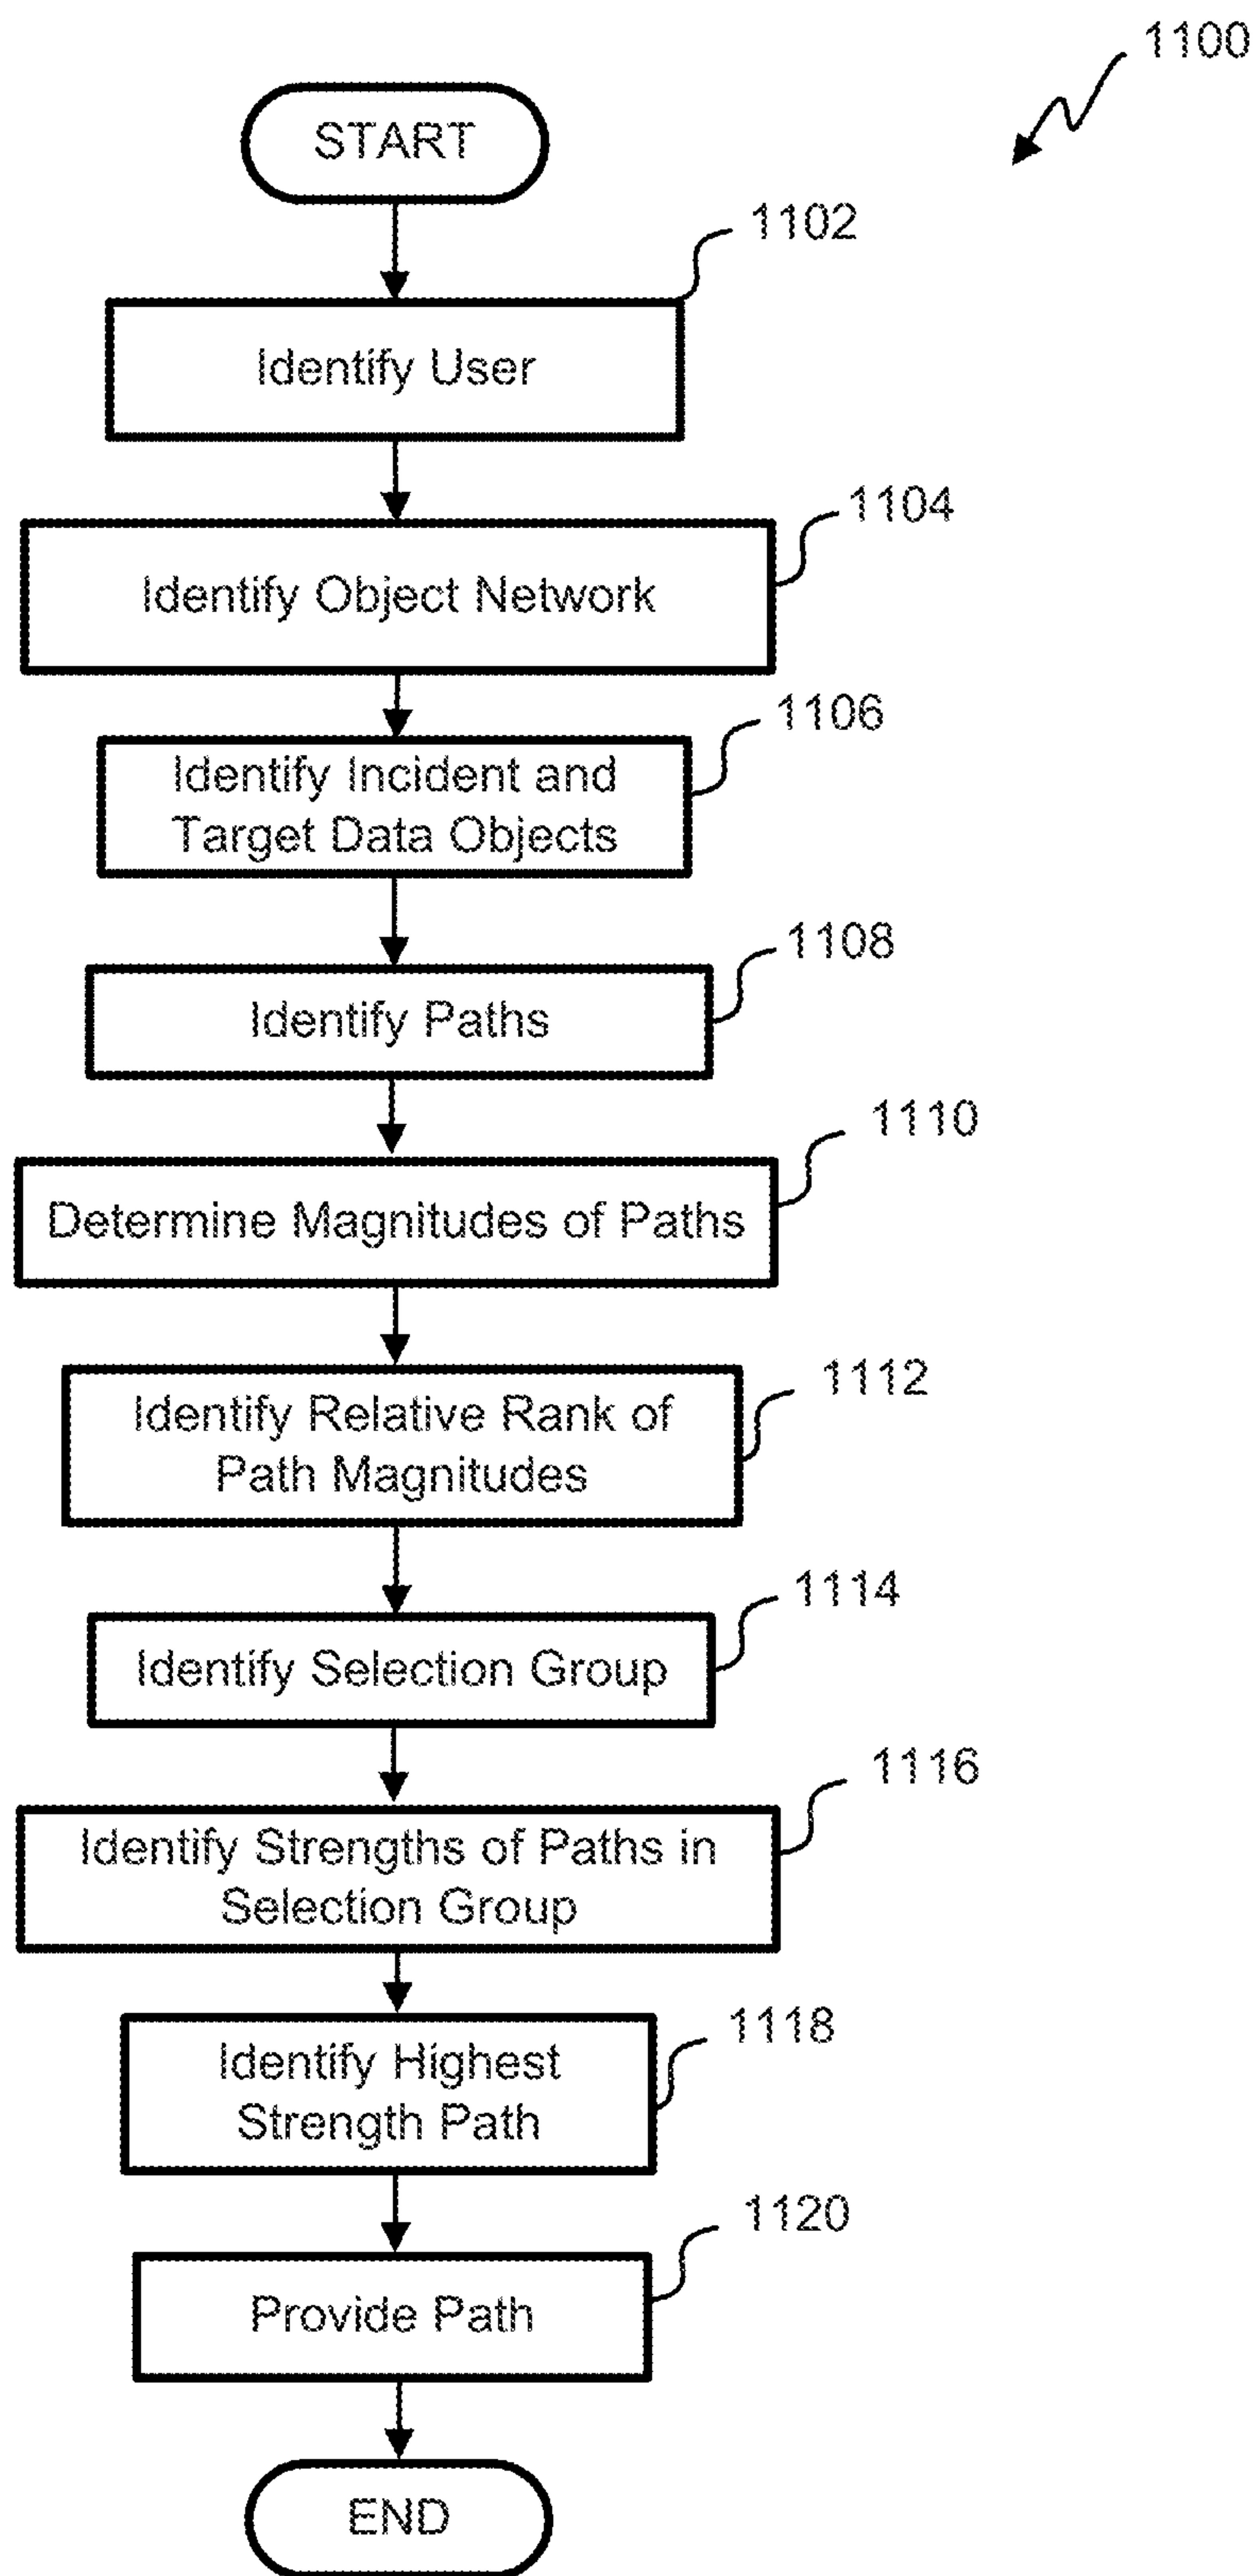 1100
START
1102
Identify User
1104
Identify Object Network
1106
Identify Incident and
Target Data Objects
1108
Identify Paths
1110
Determine Magnitudes of Paths
1112
Identify Relative Rank of
Path Magnitudes
1114
Identify Selection Group
1116
Identify Strengths of Paths in
Selection Group
1118
Identify Highest
Strength Path
1120
Provide Path
END